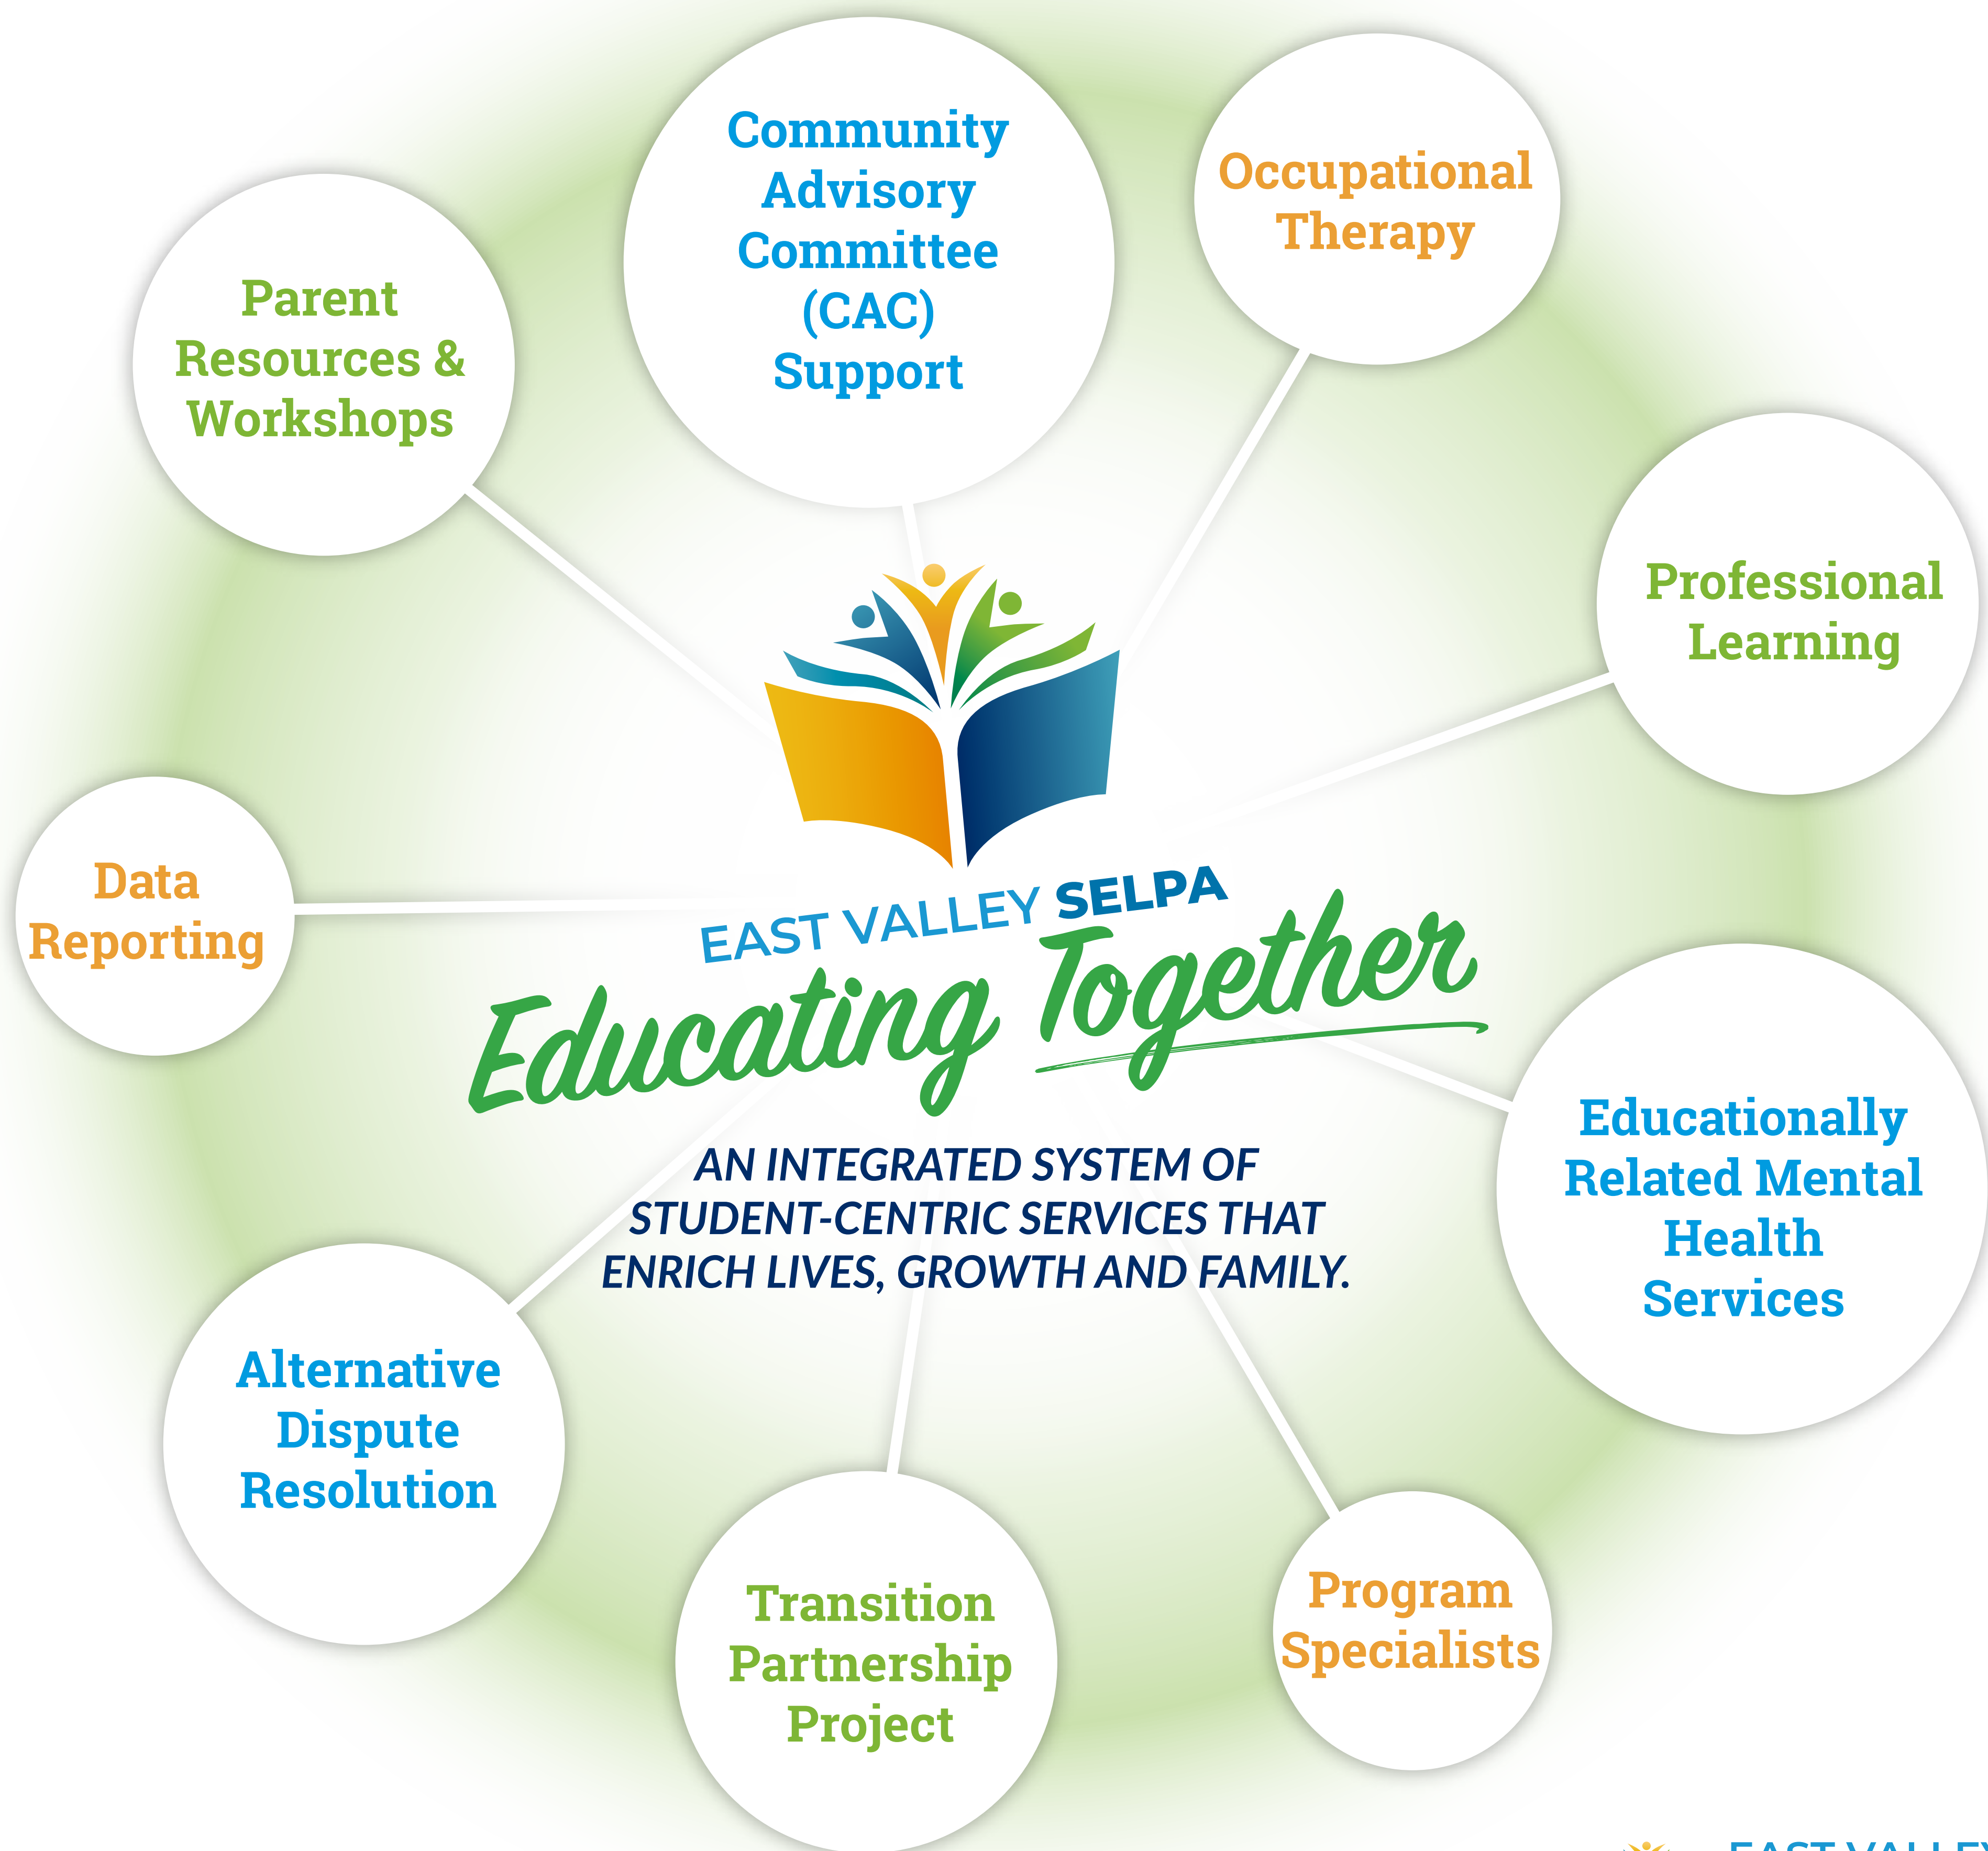 Community
Advisory
Committee
(CAC)
Support
Occupational
Therapy
Parent
Resources &
Workshops
Professional
Learning
Data
Reporting
EAST VALLEY SELPA
Educating Together
AN INTEGRATED SYSTEM OF
STUDENT-CENTRIC SERVICES THAT
ENRICH LIVES, GROWTH AND FAMILY.
Educationally
Related Mental
Health
Services
Alternative
Dispute
Resolution
Transition
Partnership
Project
Program
Specialists
EAST VALLEY